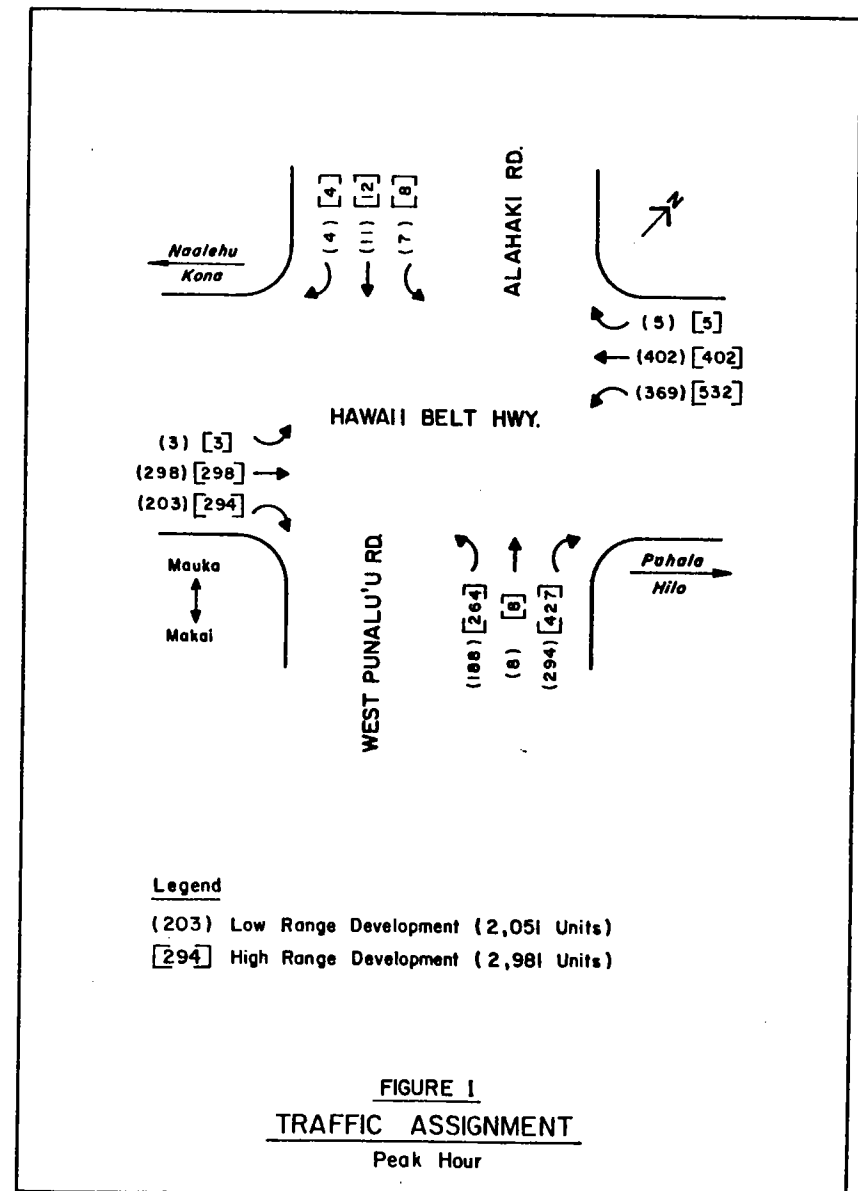 (4) [4]
(11) [12]
(7) [8]
ALAHAKI RD.
N
Naalehu
Kona
(5) [5]
(402) [402]
(369) [532]
HAWAII BELT HWY.
(3) [3]
(298) [298]
(203) [294]
Mauka
Makai
WEST PUNALU'U RD.
(188) [264]
(8) [8]
(294) [427]
Pahala
Hilo
Legend
(203) Low Range Development (2,051 Units)
[294] High Range Development (2,981 Units)
FIGURE 1
TRAFFIC ASSIGNMENT
Peak Hour